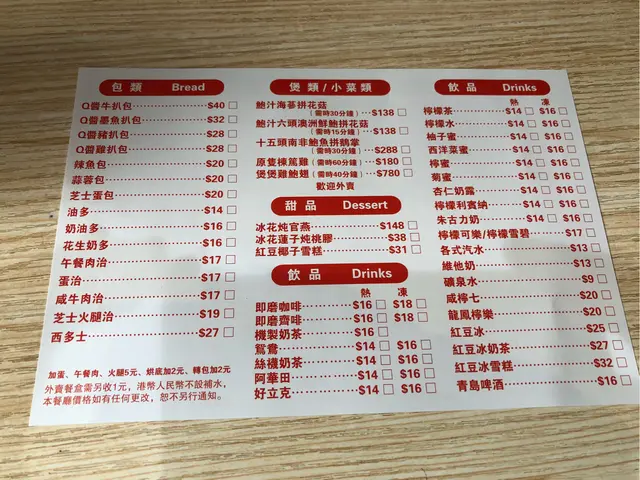 包類 Bread
Q醬牛扒包 $40
Q醬墨魚扒包 $32
Q醬豬扒包 $28
Q醬雞扒包 $28
辣魚包 $20
蒜蓉包 $20
芝士蛋包 $20
油多 $14
奶油多 $16
花生奶多 $16
午餐肉治 $17
蛋治 $17
咸牛肉治 $17
芝士火腿治 $19
西多士 $27
加蛋、午餐肉、火腿5元、烘底加2元、轉包加2元
外賣餐盒需另收1元，港幣人民幣不設補水，
本餐廳價格如有任何更改，恕不另行通知。
煲類/小菜類
鮑汁海蔘拼花菇
(需時30分鐘) $138
鮑汁六頭澳洲鮮鮑拼花菇
(需時15分鐘) $138
十五頭南非鮑魚拼鵝掌
(需時30分鐘) $288
原隻棟篤雞(需時60分鐘) $180
煲煲雞鮑翅(需時40分鐘) $780
歡迎外賣
甜品 Dessert
冰花炖官燕 $148
冰花蓮子炖桃膠 $38
紅豆椰子雪糕 $31
飲品 Drinks
熱 凍
即磨咖啡 $16 $18
即磨齋啡 $16 $18
機製奶茶 $16
鴛鴦 $14 $16
絲襪奶茶 $14 $16
阿華田 $14 $16
好立克 $14 $16
飲品 Drinks
熱 凍
檸檬茶 $14 $16
檸檬水 $14 $16
柚子蜜 $14 $16
西洋菜蜜 $14 $16
檸蜜 $14 $16
菊蜜 $14 $16
杏仁奶露 $14 $16
檸檬利賓納 $14 $16
朱古力奶 $14 $16
檸檬可樂/檸檬雪碧 $17
各式汽水 $13
維他奶 $13
礦泉水 $9
咸檸七 $20
龍鳳檸樂 $20
紅豆冰 $25
紅豆冰奶茶 $27
紅豆冰雪糕 $32
青島啤酒 $16